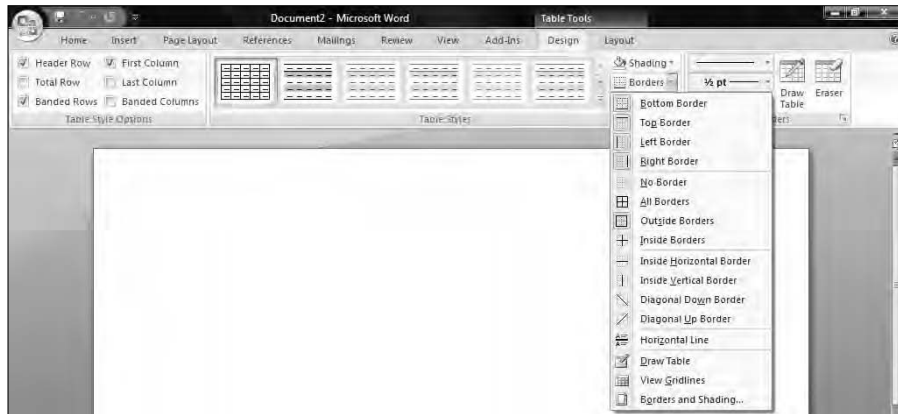 Document2 - Microsoft Word Table Tools
Home Insert Page Layout References Mailings Review View Add-Ins Design Layout
Header Row First Column
Total Row Last Column
Banded Rows Banded Columns
Table Style Options
Table Styles
Shading
Borders
½ pt
Draw Table
Eraser
Bottom Border
Top Border
Left Border
Right Border
No Border
All Borders
Outside Borders
Inside Borders
Inside Horizontal Border
Inside Vertical Border
Diagonal Down Border
Diagonal Up Border
Horizontal Line
Draw Table
View Gridlines
Borders and Shading...